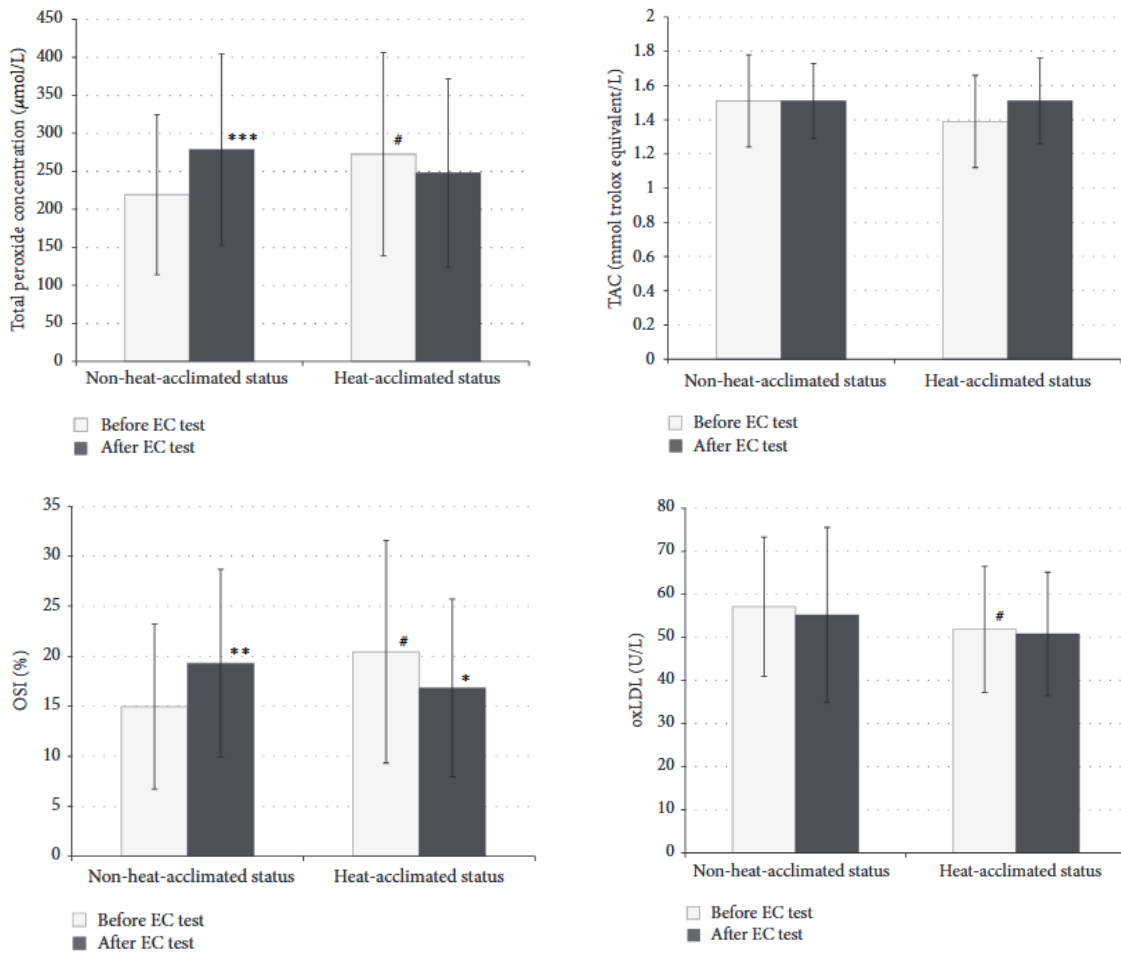 Total peroxide concentration (μmol/L)
450
400
350
300
250
200
150
100
50
0
***
#
Non-heat-acclimated status
Heat-acclimated status
Before EC test
After EC test
TAC (mmol trolox equivalent/L)
2
1.8
1.6
1.4
1.2
1
0.8
0.6
0.4
0.2
0
Non-heat-acclimated status
Heat-acclimated status
Before EC test
After EC test
OSI (%)
35
30
25
20
15
10
5
0
**
#
*
Non-heat-acclimated status
Heat-acclimated status
Before EC test
After EC test
oxLDL (U/L)
80
70
60
50
40
30
20
10
0
#
Non-heat-acclimated status
Heat-acclimated status
Before EC test
After EC test